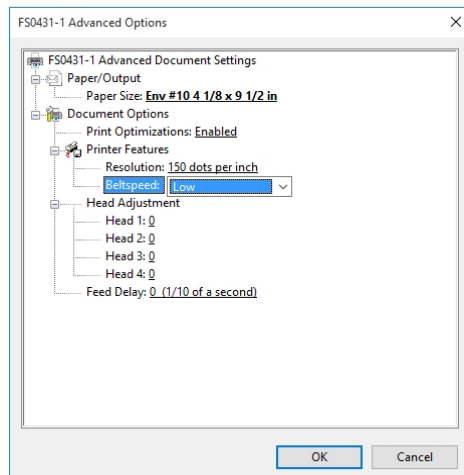 FS0431-1 Advanced Options
FS0431-1 Advanced Document Settings
Paper/Output
Paper Size: Env #10 4 1/8 x 9 1/2 in
Document Options
Print Optimizations: Enabled
Printer Features
Resolution: 150 dots per inch
Beltspeed: Low
Head Adjustment
Head 1: 0
Head 2: 0
Head 3: 0
Head 4: 0
Feed Delay: 0 (1/10 of a second)
OK Cancel